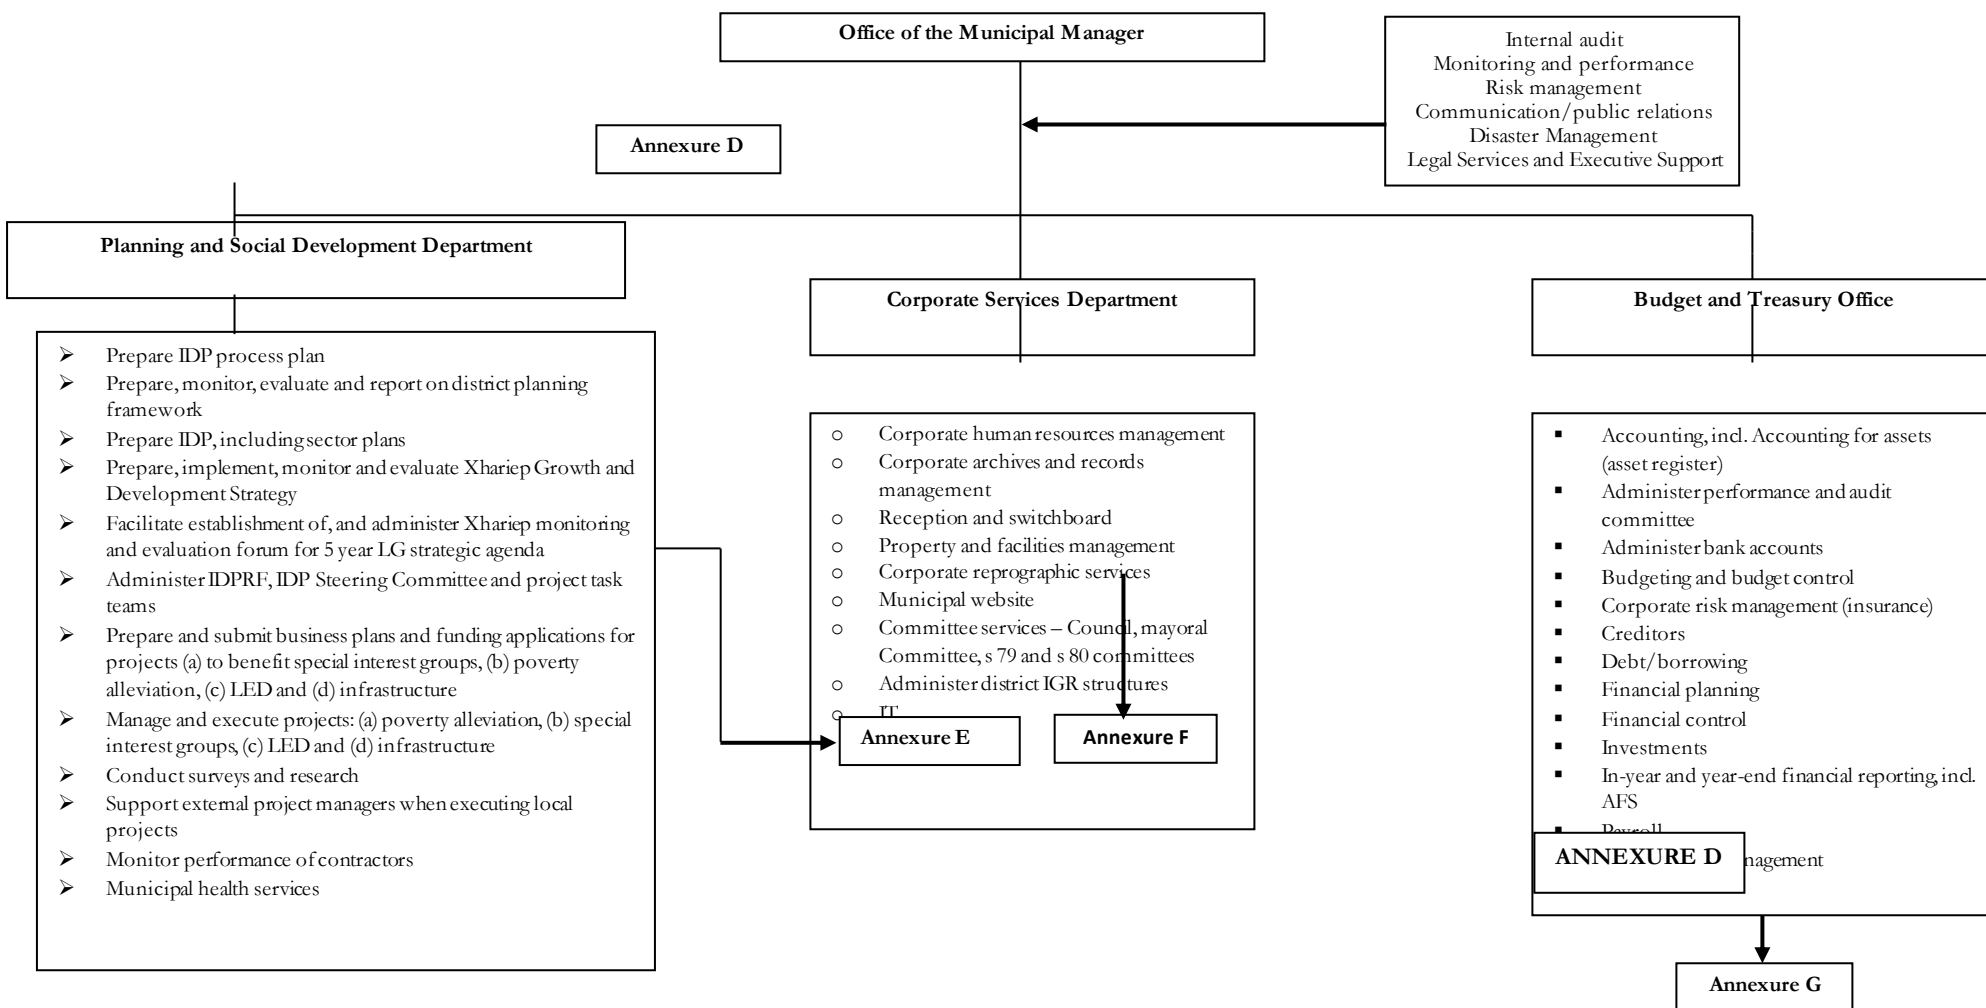 Office of the Municipal Manager
Internal audit
Monitoring and performance
Risk management
Communication/public relations
Disaster Management
Legal Services and Executive Support
Annexure D
Planning and Social Development Department
➢ Prepare IDP process plan
➢ Prepare, monitor, evaluate and report on district planning
framework
➢ Prepare IDP, including sector plans
➢ Prepare, implement, monitor and evaluate Xhariep Growth and
Development Strategy
➢ Facilitate establishment of, and administer Xhariep monitoring
and evaluation forum for 5 year LG strategic agenda
➢ Administer IDPRF, IDP Steering Committee and project task
teams
➢ Prepare and submit business plans and funding applications for
projects (a) to benefit special interest groups, (b) poverty
alleviation, (c) LED and (d) infrastructure
➢ Manage and execute projects: (a) poverty alleviation, (b) special
interest groups, (c) LED and (d) infrastructure
➢ Conduct surveys and research
➢ Support external project managers when executing local
projects
➢ Monitor performance of contractors
➢ Municipal health services
Corporate Services Department
o Corporate human resources management
o Corporate archives and records
management
o Reception and switchboard
o Property and facilities management
o Corporate reprographic services
o Municipal website
o Committee services – Council, mayoral
Committee, s 79 and s 80 committees
o Administer district IGR structures
o IT
Annexure E
Annexure F
Budget and Treasury Office
▪ Accounting, incl. Accounting for assets
(asset register)
▪ Administer performance and audit
committee
▪ Administer bank accounts
▪ Budgeting and budget control
▪ Corporate risk management (insurance)
▪ Creditors
▪ Debt/borrowing
▪ Financial planning
▪ Financial control
▪ Investments
▪ In-year and year-end financial reporting, incl.
AFS
▪ Payroll
ANNEXURE D
nagement
Annexure G